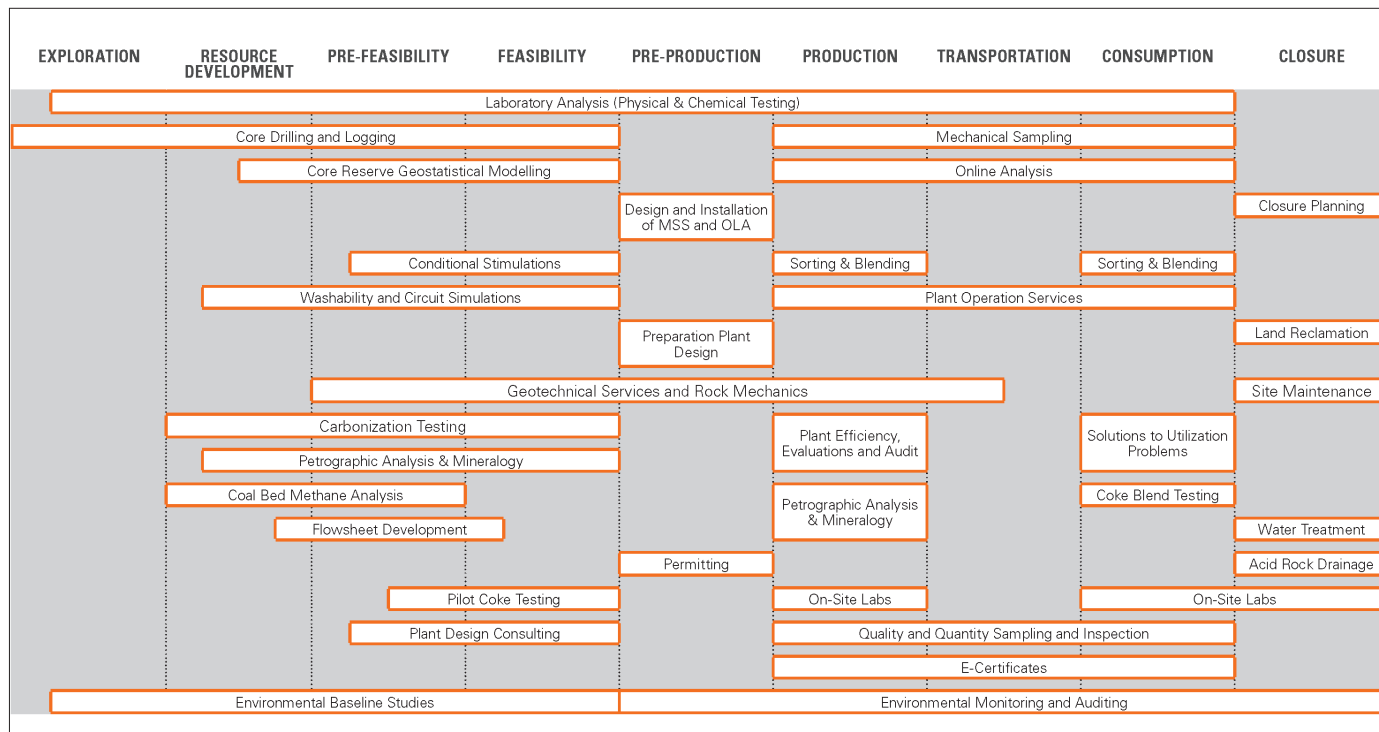 EXPLORATION
RESOURCE
DEVELOPMENT
PRE-FEASIBILITY
FEASIBILITY
PRE-PRODUCTION
PRODUCTION
TRANSPORTATION
CONSUMPTION
CLOSURE
Laboratory Analysis (Physical & Chemical Testing)
Core Drilling and Logging
Mechanical Sampling
Core Reserve Geostatistical Modelling
Online Analysis
Design and Installation
of MSS and OLA
Closure Planning
Conditional Stimulations
Sorting & Blending
Sorting & Blending
Washability and Circuit Simulations
Plant Operation Services
Preparation Plant
Design
Land Reclamation
Geotechnical Services and Rock Mechanics
Site Maintenance
Carbonization Testing
Plant Efficiency,
Evaluations and Audit
Solutions to Utilization
Problems
Petrographic Analysis & Mineralogy
Coal Bed Methane Analysis
Petrographic Analysis
& Mineralogy
Coke Blend Testing
Flowsheet Development
Water Treatment
Permitting
Acid Rock Drainage
Pilot Coke Testing
On-Site Labs
On-Site Labs
Plant Design Consulting
Quality and Quantity Sampling and Inspection
E-Certificates
Environmental Baseline Studies
Environmental Monitoring and Auditing